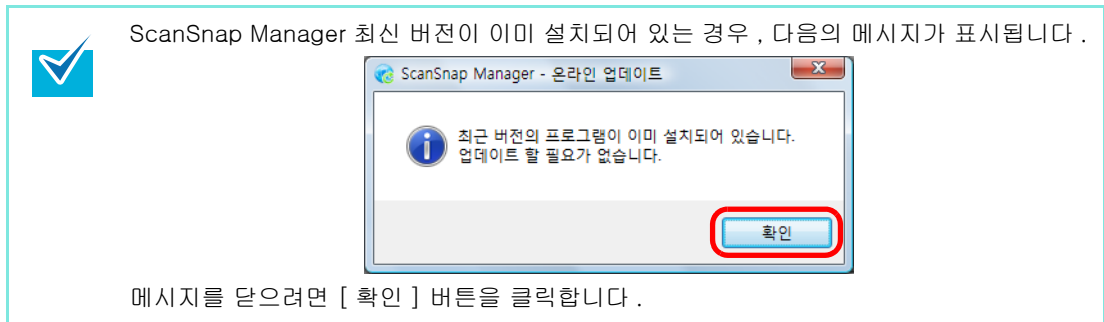 ScanSnap Manager 최신 버전이 이미 설치되어 있는 경우 , 다음의 메시지가 표시됩니다 .
ScanSnap Manager - 온라인 업데이트
최근 버전의 프로그램이 이미 설치되어 있습니다.
업데이트 할 필요가 없습니다.
확인
메시지를 닫으려면 [ 확인 ] 버튼을 클릭합니다 .